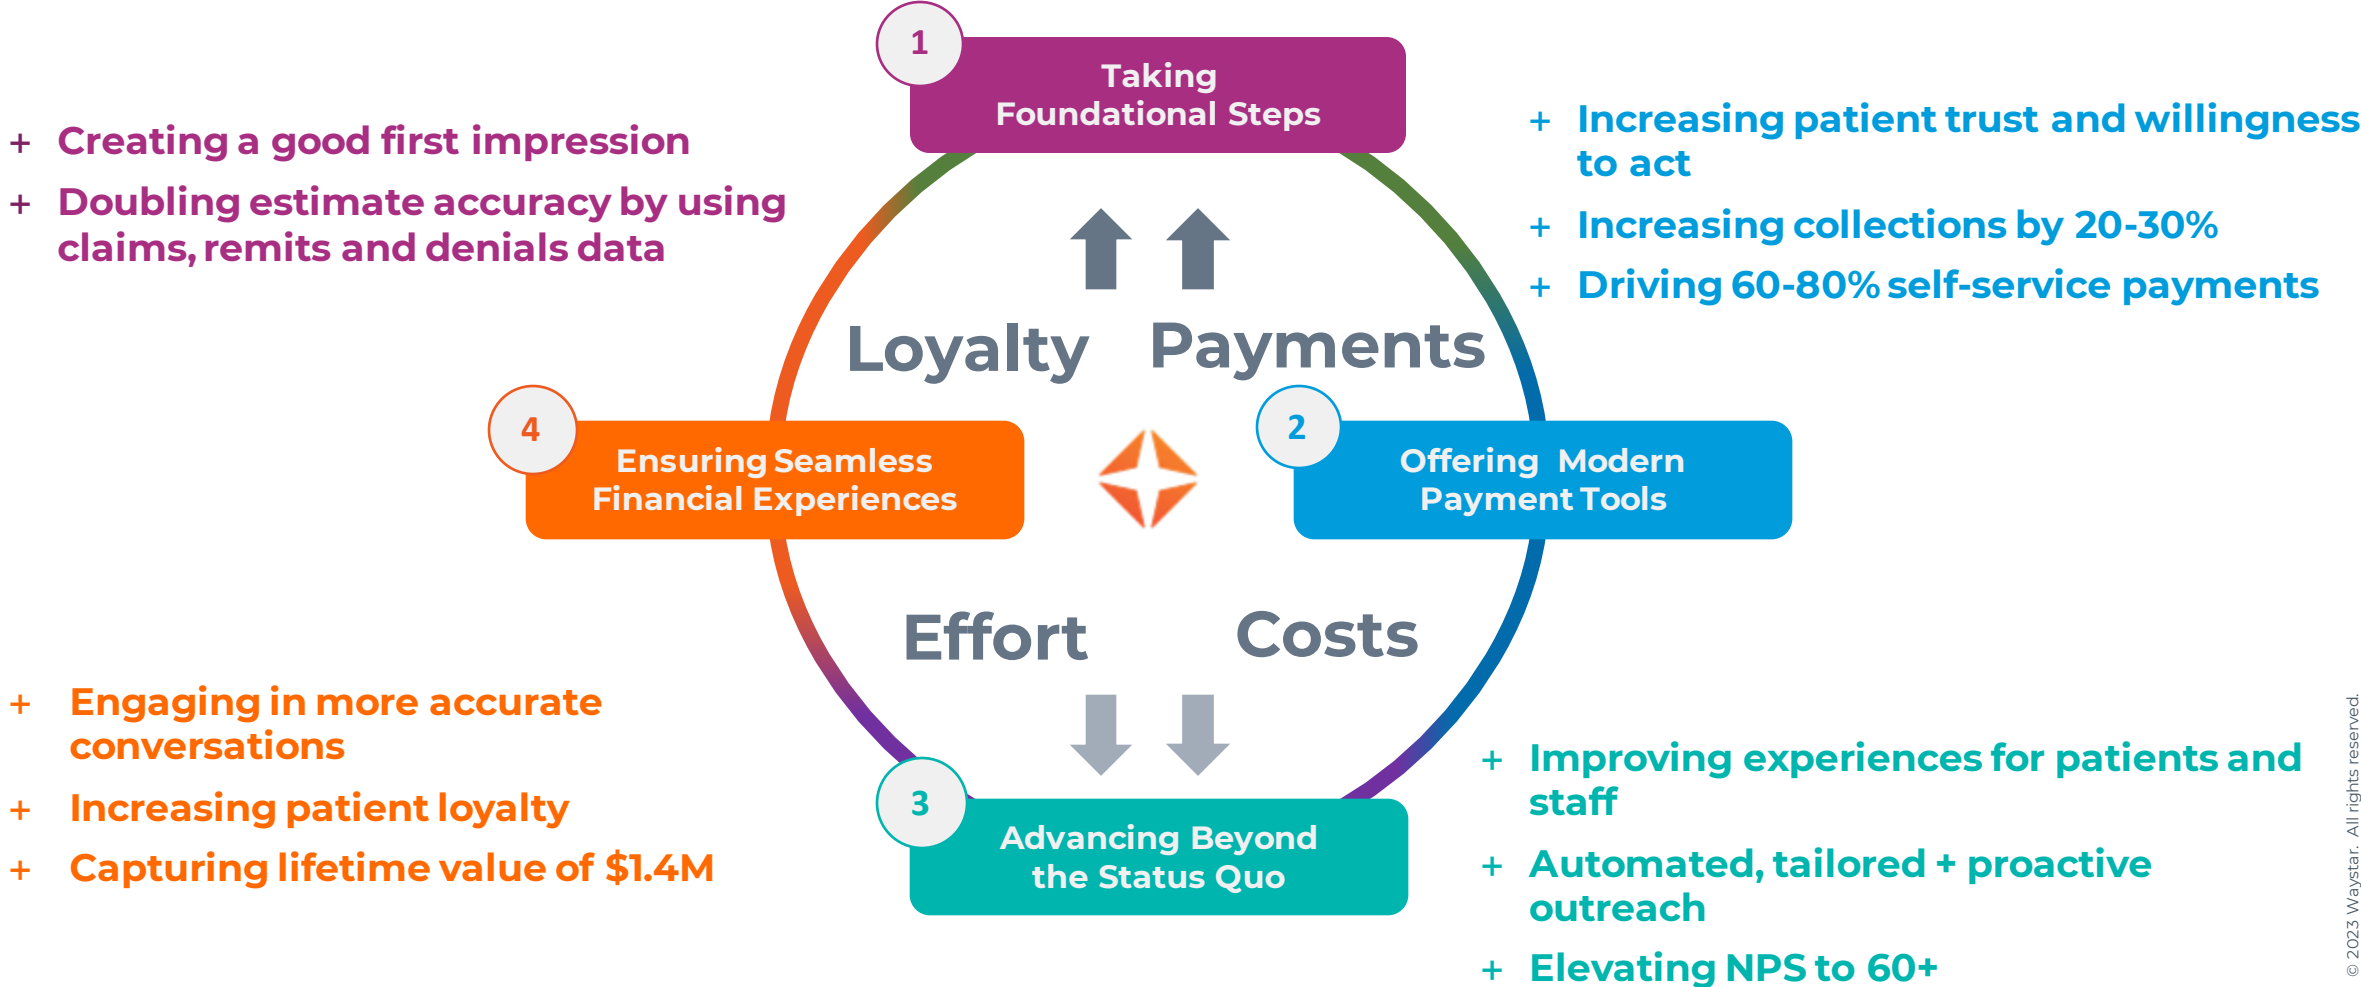 1
Taking
Foundational Steps
+ Creating a good first impression
+ Doubling estimate accuracy by using
claims, remits and denials data
+ Increasing patient trust and willingness
to act
+ Increasing collections by 20-30%
+ Driving 60-80% self-service payments
Loyalty
Payments
4
Ensuring Seamless
Financial Experiences
2
Offering Modern
Payment Tools
Effort
Costs
+ Engaging in more accurate
conversations
+ Increasing patient loyalty
+ Capturing lifetime value of $1.4M
3
Advancing Beyond
the Status Quo
+ Improving experiences for patients and
staff
+ Automated, tailored + proactive
outreach
+ Elevating NPS to 60+
© 2023 Waystar. All rights reserved.